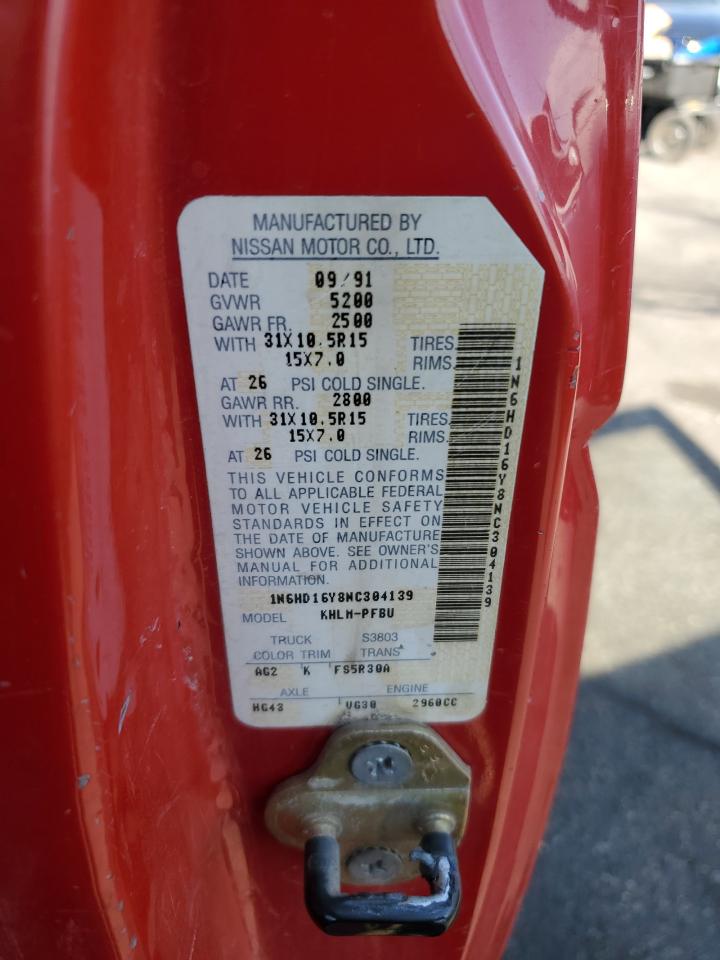 MANUFACTURED BY
NISSAN MOTOR CO., LTD.
DATE 09/91
GVWR 5200
GAWR FR. 2500
WITH 31X10.5R15 TIRES.
15X7.0 RIMS.
AT 26 PSI COLD SINGLE.
GAWR RR. 2800
WITH 31X10.5R15 TIRES.
15X7.0 RIMS.
AT 26 PSI COLD SINGLE.
THIS VEHICLE CONFORMS
TO ALL APPLICABLE FEDERAL
MOTOR VEHICLE SAFETY
STANDARDS IN EFFECT ON
THE DATE OF MANUFACTURE
SHOWN ABOVE. SEE OWNER'S
MANUAL FOR ADDITIONAL
INFORMATION.
1N6HD16Y8NC304139
MODEL KHLM-PFBU
TRUCK S3803
COLOR TRIM TRANS
AG2 K FS5R30A
AXLE ENGINE
HG43 VG30 2960CC
1N6HD16Y8NC304139